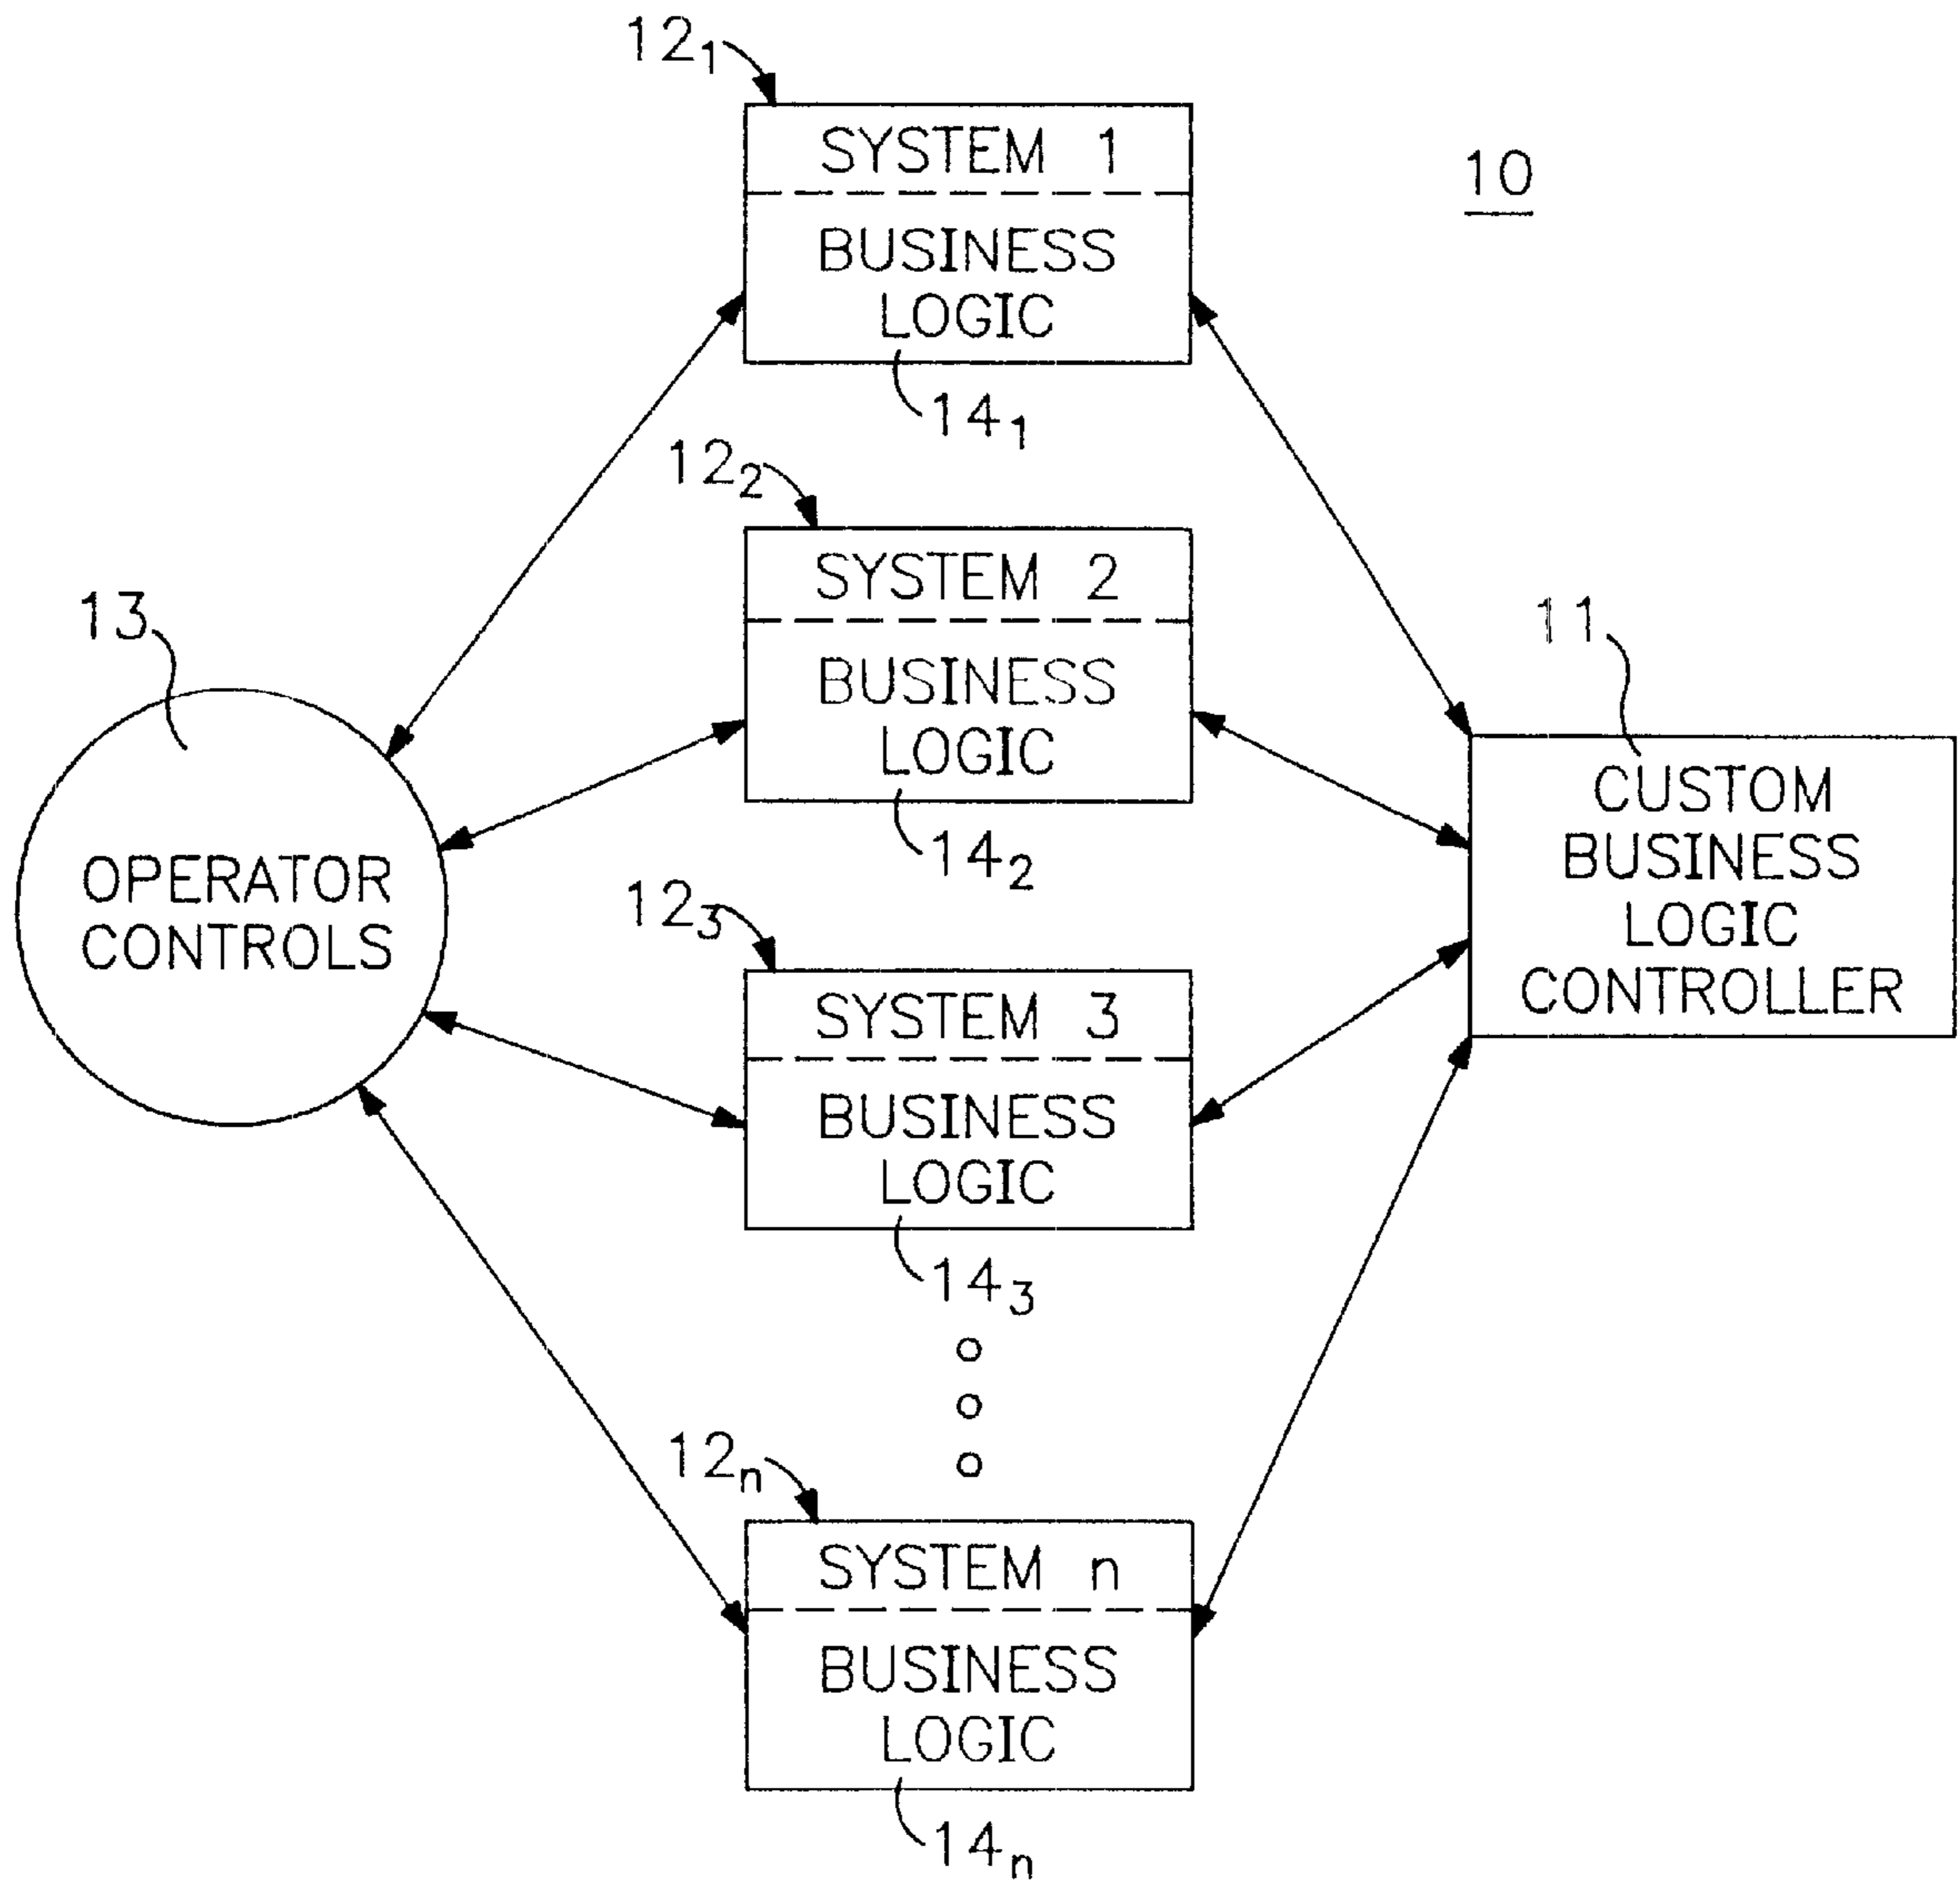 12₁
SYSTEM 1
10
BUSINESS
LOGIC
14₁
12₂
SYSTEM 2
13
11
BUSINESS
LOGIC
14₂
OPERATOR
CONTROLS
CUSTOM
BUSINESS
LOGIC
CONTROLLER
12₃
SYSTEM 3
BUSINESS
LOGIC
14₃
12ₙ
SYSTEM n
BUSINESS
LOGIC
14ₙ